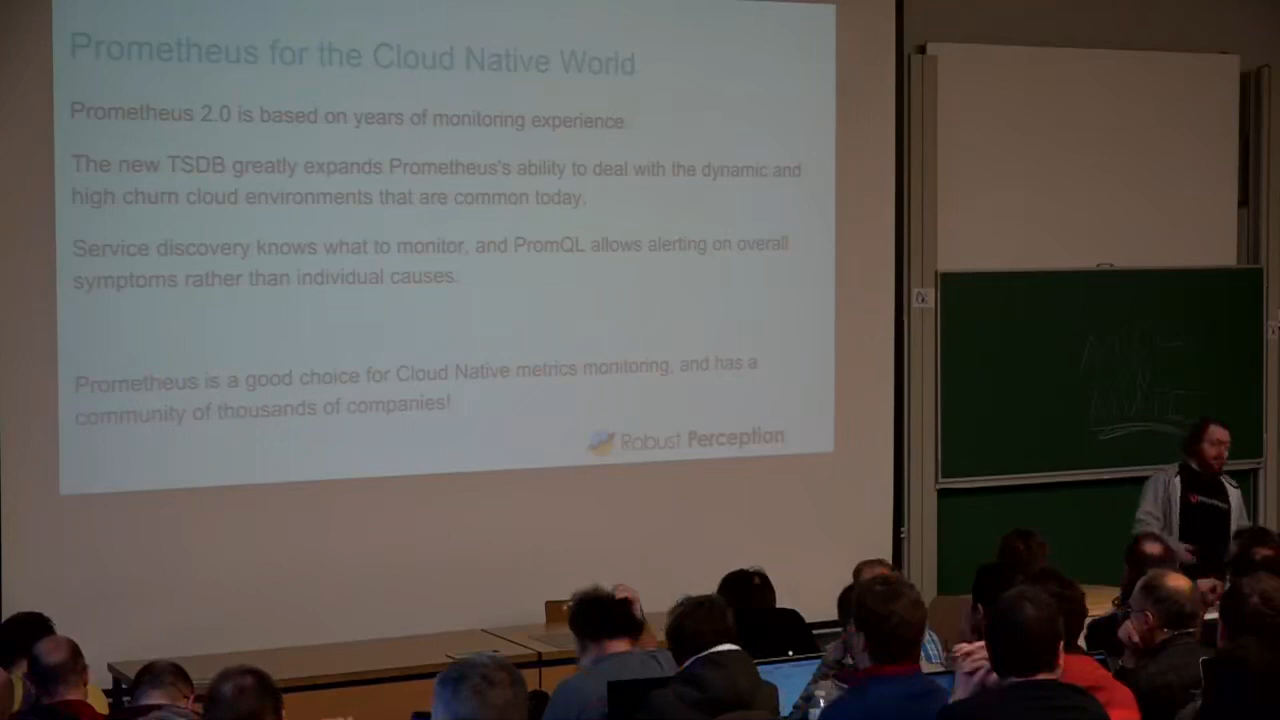 Prometheus for the Cloud Native World
Prometheus 2.0 is based on years of monitoring experience.
The new TSDB greatly expands Prometheus's ability to deal with the dynamic and
high churn cloud environments that are common today.
Service discovery knows what to monitor, and PromQL allows alerting on overall
symptoms rather than individual causes.
Prometheus is a good choice for Cloud Native metrics monitoring, and has a
community of thousands of companies!
Robust Perception